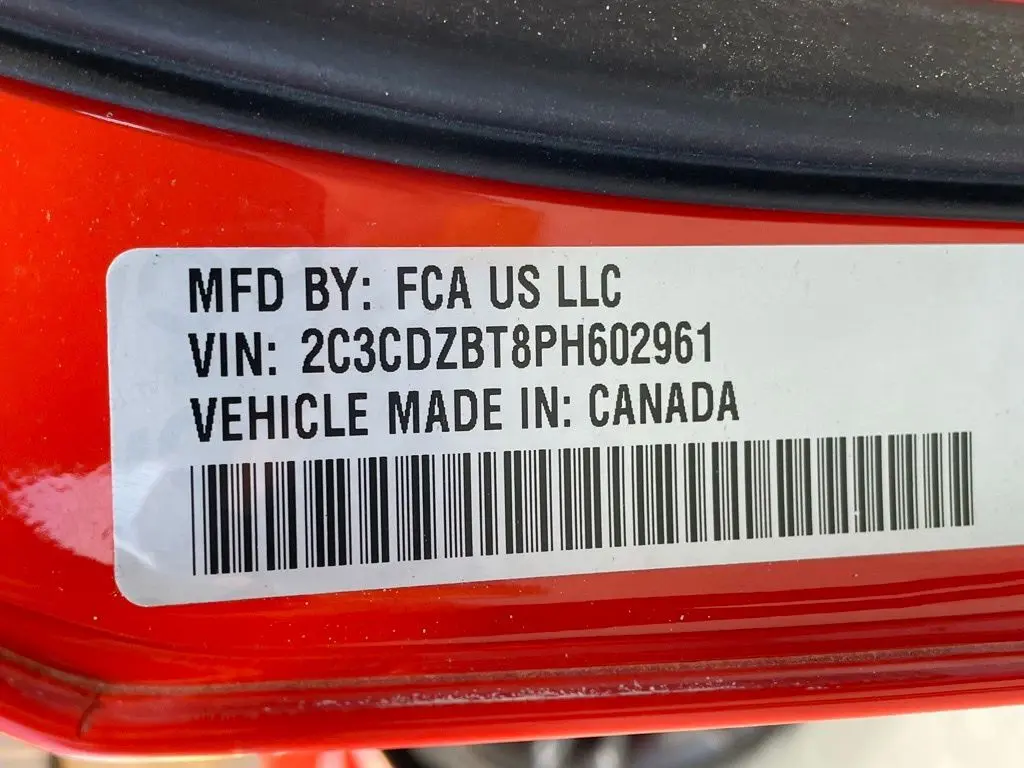 MFD BY: FCA US LLC
VIN: 2C3CDZBT8PH602961
VEHICLE MADE IN: CANADA